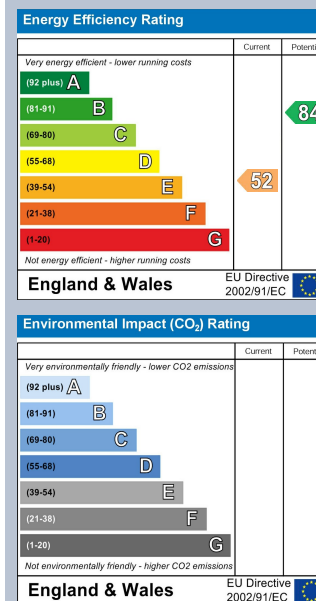 Energy Efficiency Rating
Current Potenti
Very energy efficient - lower running costs
(92 plus) A
(81-91) B
84
(69-80) C
(55-68) D
(39-54) E
52
(21-38) F
(1-20) G
Not energy efficient - higher running costs
England & Wales
EU Directive
2002/91/EC
Environmental Impact (CO₂) Rating
Current Potent
Very environmentally friendly - lower CO2 emissions
(92 plus) A
(81-91) B
(69-80) C
(55-68) D
(39-54) E
(21-38) F
(1-20) G
Not environmentally friendly - higher CO2 emissions
England & Wales
EU Directive
2002/91/EC